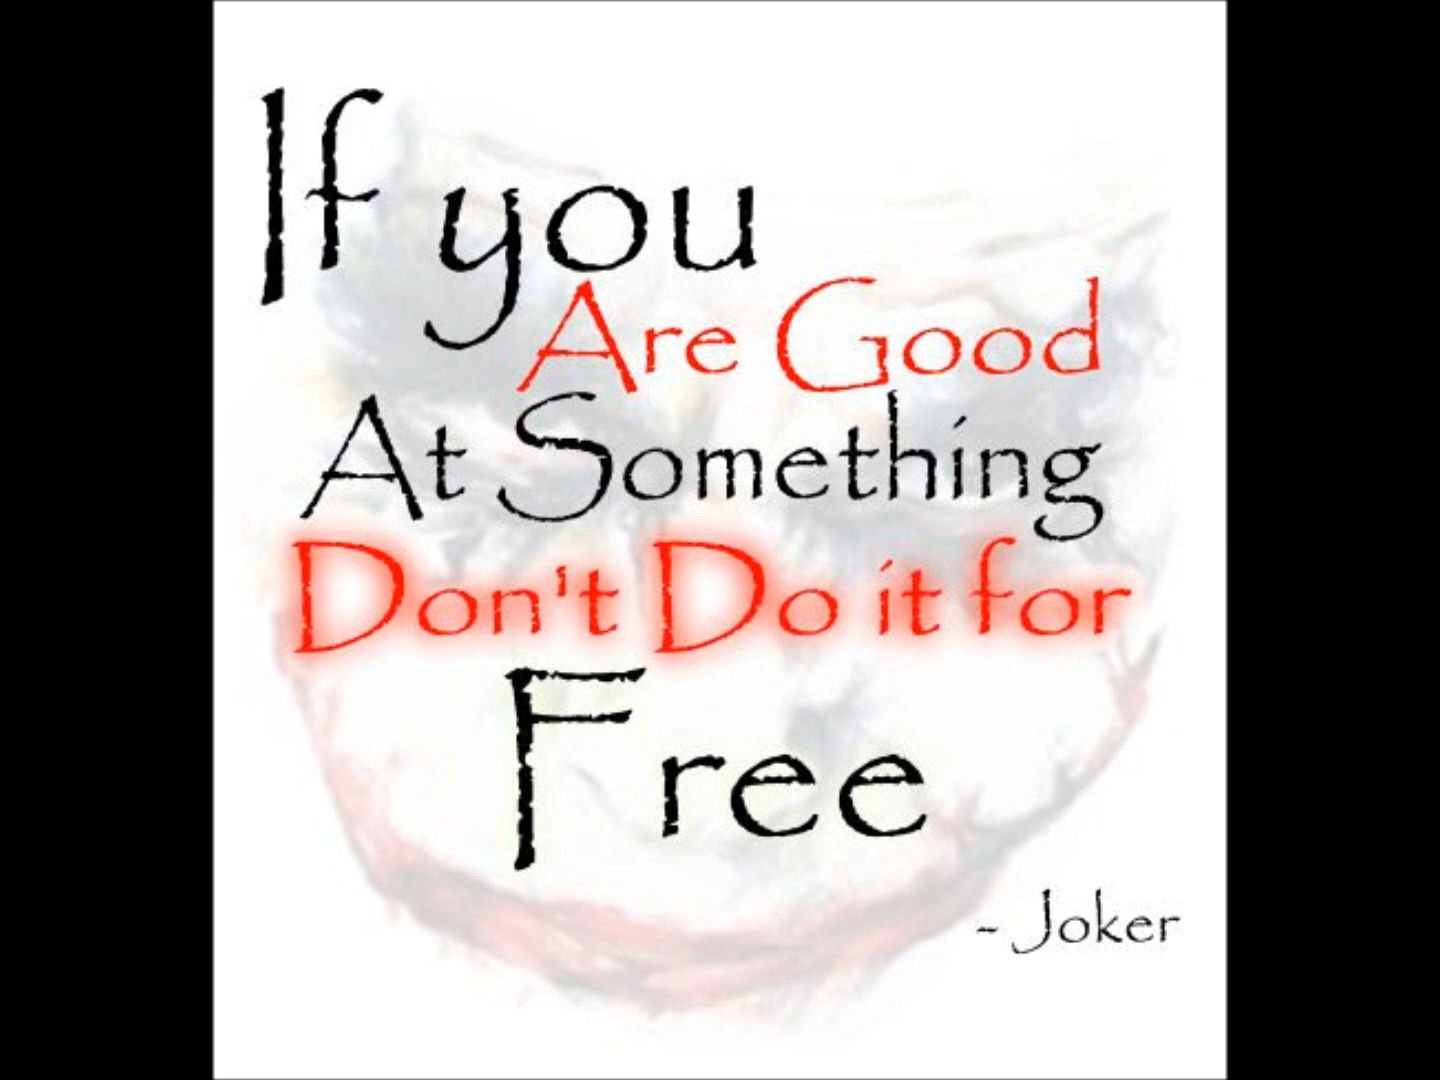 If you
Are Good
At Something
Don't Do it for
Free
- Joker